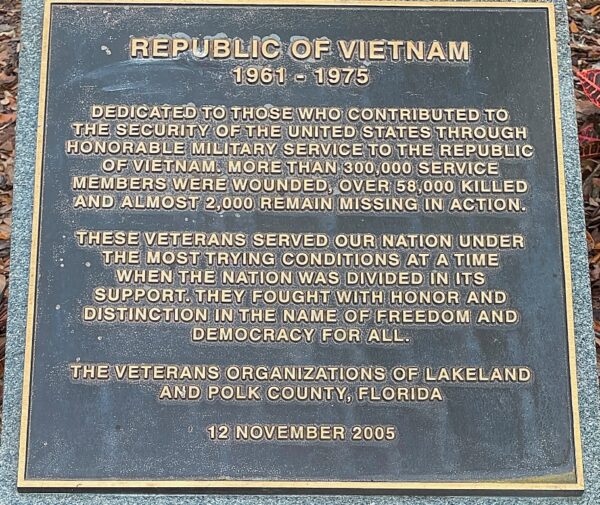 REPUBLIC OF VIETNAM
1961 - 1975
DEDICATED TO THOSE WHO CONTRIBUTED TO
THE SECURITY OF THE UNITED STATES THROUGH
HONORABLE MILITARY SERVICE TO THE REPUBLIC
OF VIETNAM. MORE THAN 300,000 SERVICE
MEMBERS WERE WOUNDED, OVER 58,000 KILLED
AND ALMOST 2,000 REMAIN MISSING IN ACTION.
THESE VETERANS SERVED OUR NATION UNDER
THE MOST TRYING CONDITIONS AT A TIME
WHEN THE NATION WAS DIVIDED IN ITS
SUPPORT. THEY FOUGHT WITH HONOR AND
DISTINCTION IN THE NAME OF FREEDOM AND
DEMOCRACY FOR ALL.
THE VETERANS ORGANIZATIONS OF LAKELAND
AND POLK COUNTY, FLORIDA
12 NOVEMBER 2005